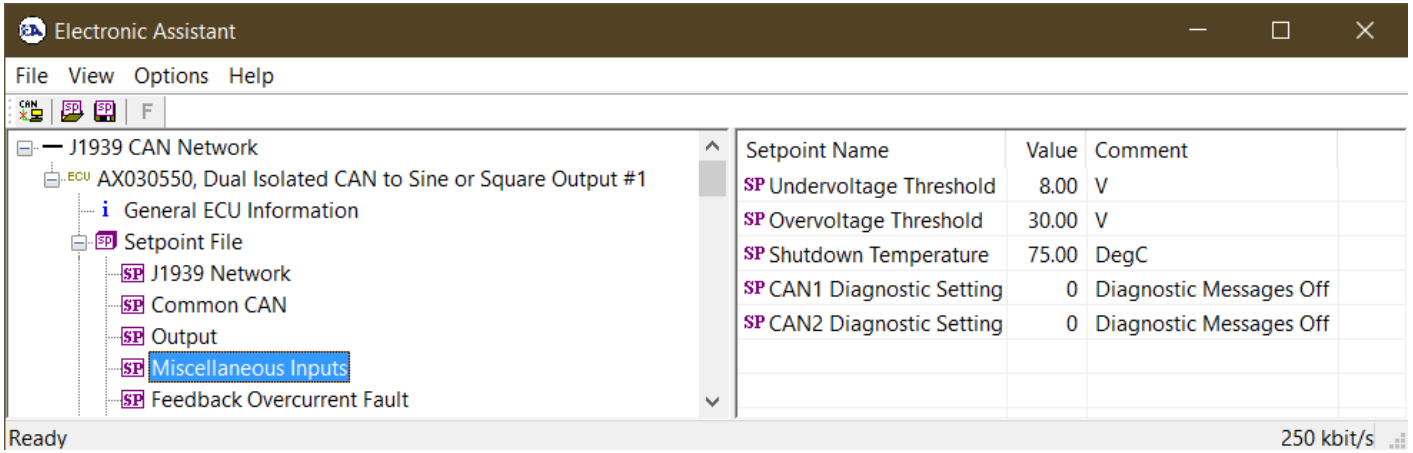 Electronic Assistant
File View Options Help
CAN SP SP F
J1939 CAN Network
ECU AX030550, Dual Isolated CAN to Sine or Square Output #1
i General ECU Information
SP Setpoint File
SP J1939 Network
SP Common CAN
SP Output
SP Miscellaneous Inputs
SP Feedback Overcurrent Fault
Setpoint Name Value Comment
SP Undervoltage Threshold 8.00 V
SP Overvoltage Threshold 30.00 V
SP Shutdown Temperature 75.00 DegC
SP CAN1 Diagnostic Setting 0 Diagnostic Messages Off
SP CAN2 Diagnostic Setting 0 Diagnostic Messages Off
Ready 250 kbit/s